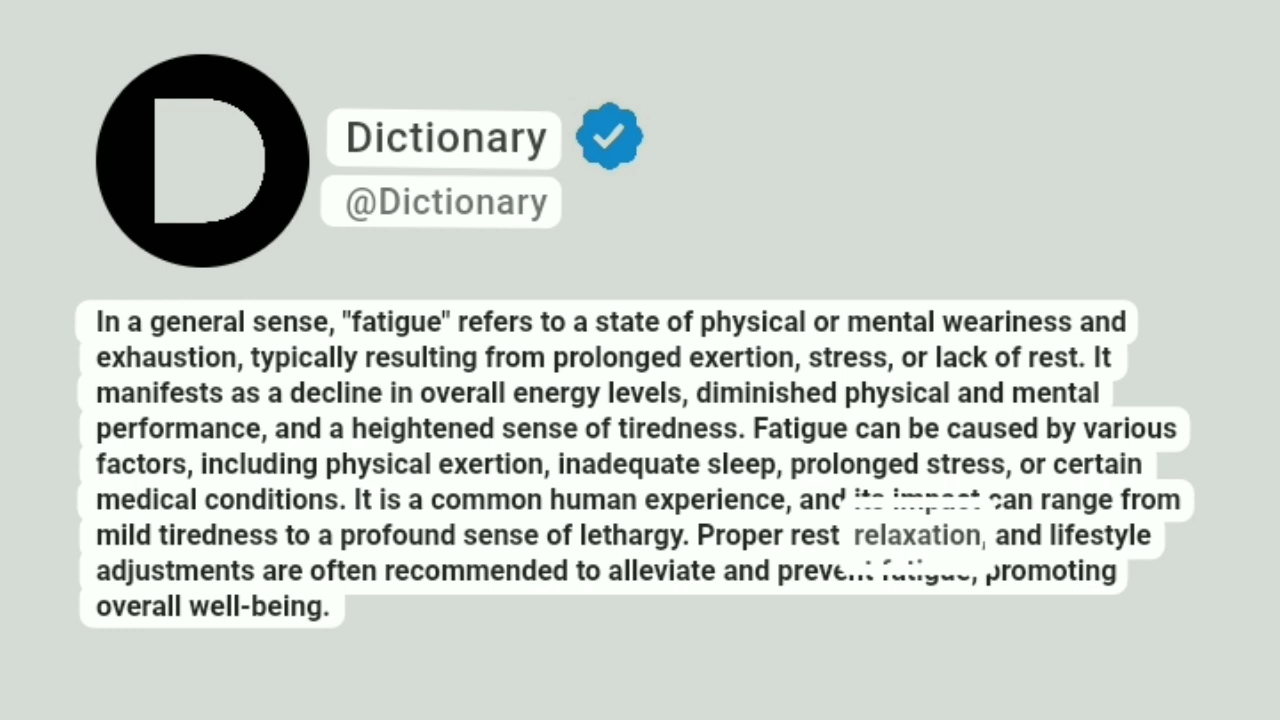 D
Dictionary
@Dictionary
In a general sense, "fatigue" refers to a state of physical or mental weariness and
exhaustion, typically resulting from prolonged exertion, stress, or lack of rest. It
manifests as a decline in overall energy levels, diminished physical and mental
performance, and a heightened sense of tiredness. Fatigue can be caused by various
factors, including physical exertion, inadequate sleep, prolonged stress, or certain
medical conditions. It is a common human experience, and its impact can range from
mild tiredness to a profound sense of lethargy. Proper rest relaxation, and lifestyle
adjustments are often recommended to alleviate and prevent fatigue, promoting
overall well-being.